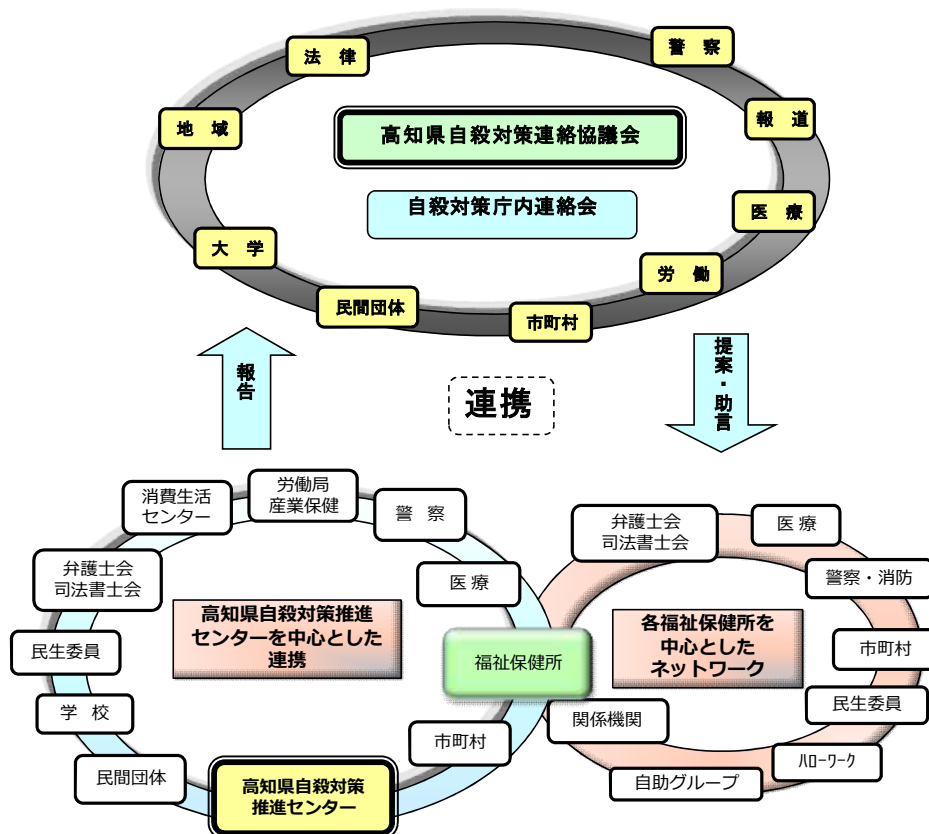 法　律
警　察
地　域
報　道
高知県自殺対策連絡協議会
自殺対策庁内連絡会
医　療
大　学
労　働
民間団体
市町村
報告
連携
提案・助言
消費生活
センター
労働局
産業保健
警　察
弁護士会
司法書士会
医 療
民生委員
学　校
民間団体
高知県自殺対策推進
センターを中心とした
連携
福祉保健所
市町村
高知県自殺対策
推進センター
弁護士会
司法書士会
医 療
警察・消防
各福祉保健所を
中心とした
ネットワーク
市町村
民生委員
関係機関
ﾊﾛｰﾜｰｸ
自助グループ